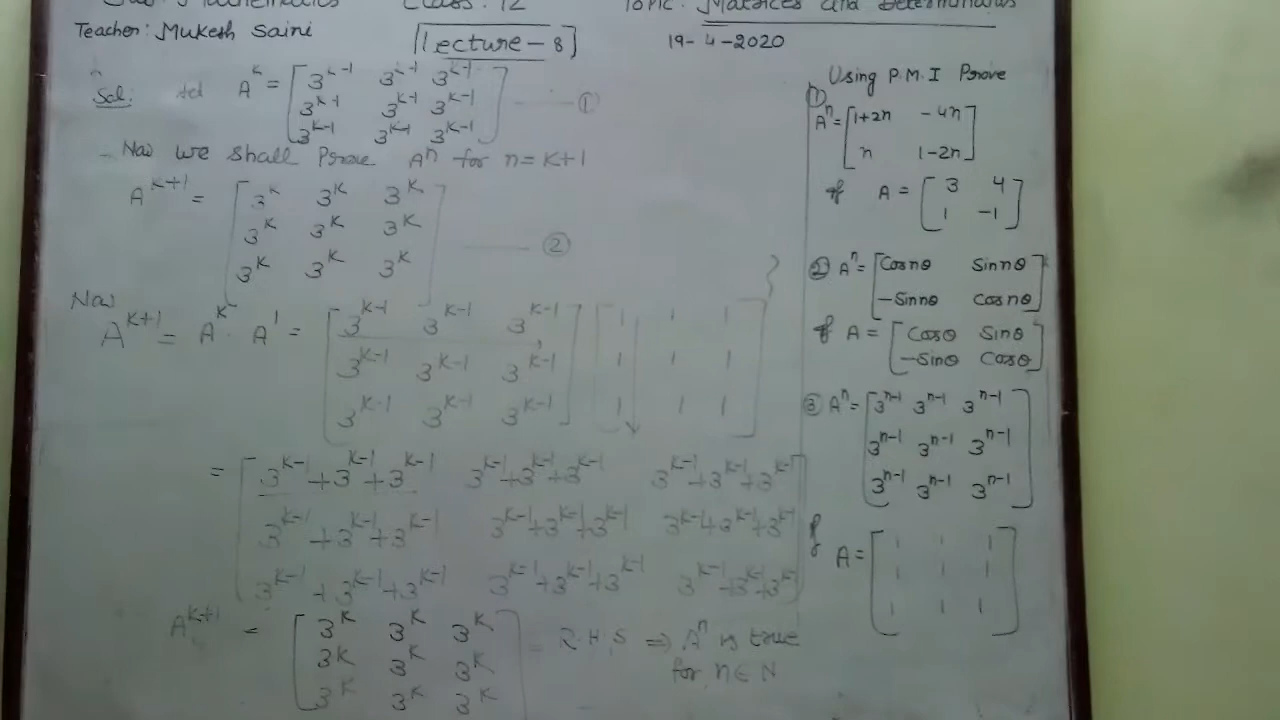 Class: 12
Topic: Matrices and Determinants
Teacher: Mukesh Saini
Lecture-8
19-4-2020
Sol: Let A^K = [3^{K-1} 3^{K-1} 3^{K-1}
3^{K-1} 3^{K-1} 3^{K-1}
3^{K-1} 3^{K-1} 3^{K-1}] — ①
Now we shall Prove A^n for n=K+1
A^{K+1} = [3^K 3^K 3^K
3^K 3^K 3^K
3^K 3^K 3^K] — ②
Now
A^{K+1} = A^K · A^1 = [3^{K-1} 3^{K-1} 3^{K-1}] [1 1 1]
3^{K-1} 3^{K-1} 3^{K-1} 1 1 1
3^{K-1} 3^{K-1} 3^{K-1} 1 1 1
= [3^{K-1}+3^{K-1}+3^{K-1} 3^{K-1}+3^{K-1}+3^{K-1} 3^{K-1}+3^{K-1}+3^{K-1}
3^{K-1}+3^{K-1}+3^{K-1} 3^{K-1}+3^{K-1}+3^{K-1} 3^{K-1}+3^{K-1}+3^{K-1}
3^{K-1}+3^{K-1}+3^{K-1} 3^{K-1}+3^{K-1}+3^{K-1} 3^{K-1}+3^{K-1}+3^{K-1}]
A^{K+1} = [3^K 3^K 3^K
3^K 3^K 3^K
3^K 3^K 3^K] = R.H.S ⇒ A^n is true
for n∈N
Using P.M.I Prove
① A^n = [1+2n -4n
n 1-2n]
if A = [3 4
1 -1]
② A^n = [Cosnθ Sinnθ
-Sinnθ Cosnθ]
if A = [Cosθ Sinθ
-Sinθ Cosθ]
③ A^n = [3^{n-1} 3^{n-1} 3^{n-1}
3^{n-1} 3^{n-1} 3^{n-1}
3^{n-1} 3^{n-1} 3^{n-1}]
if A = [1 1 1
1 1 1
1 1 1]